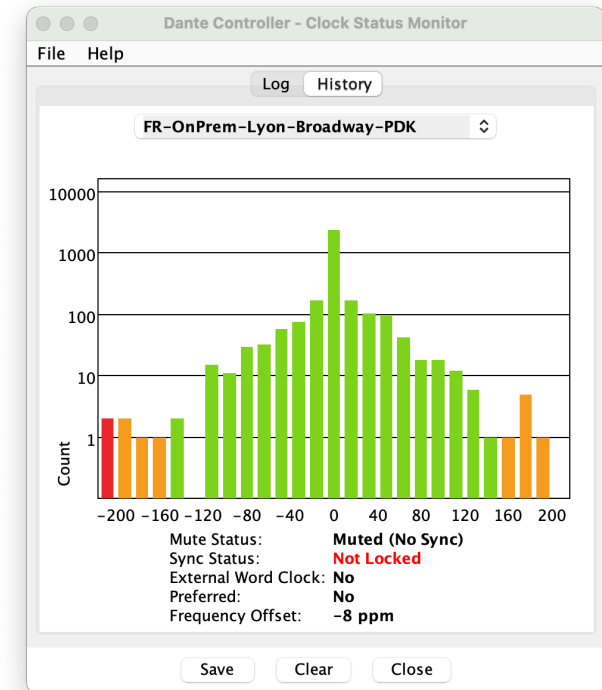 Dante Controller - Clock Status Monitor
File Help
Log History
FR-OnPrem-Lyon-Broadway-PDK
10000
1000
100
10
1
Count
-200 -160 -120 -80 -40 0 40 80 120 160 200
Mute Status: Muted (No Sync)
Sync Status: Not Locked
External Word Clock: No
Preferred: No
Frequency Offset: -8 ppm
Save Clear Close